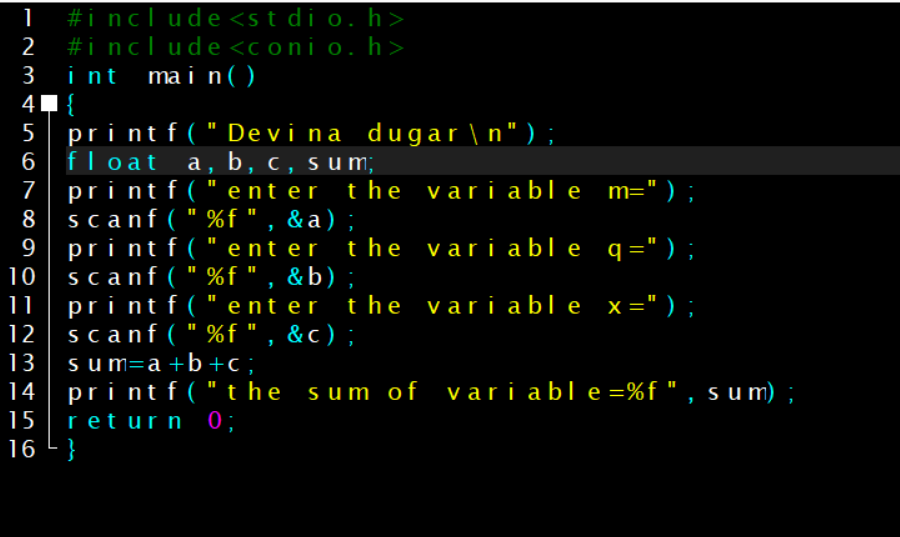 1 #include<stdio.h>
2 #include<conio.h>
3 int main()
4 {
5 printf("Devina dugar\n");
6 float a,b,c,sum;
7 printf("enter the variable m=");
8 scanf("%f",&a);
9 printf("enter the variable q=");
10 scanf("%f",&b);
11 printf("enter the variable x=");
12 scanf("%f",&c);
13 sum=a+b+c;
14 printf("the sum of variable=%f",sum);
15 return 0;
16 }